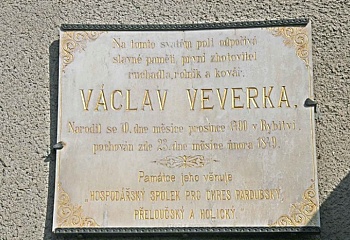 Na tomto svatém poli odpočívá
slavné paměti, první zhotovitel
ruchadla, rolník a kovář.
VÁCLAV VEVERKA,
Narodil se 10. dne měsíce prosince 1790 v Rybitví,
pochován zde 23. dne měsíce února 1849.
Památce jeho věnuje
„HOSPODÁŘSKÝ SPOLEK PRO OKRES PARDUBSKÝ,
PŘELOUČSKÝ A HOLICKÝ.“